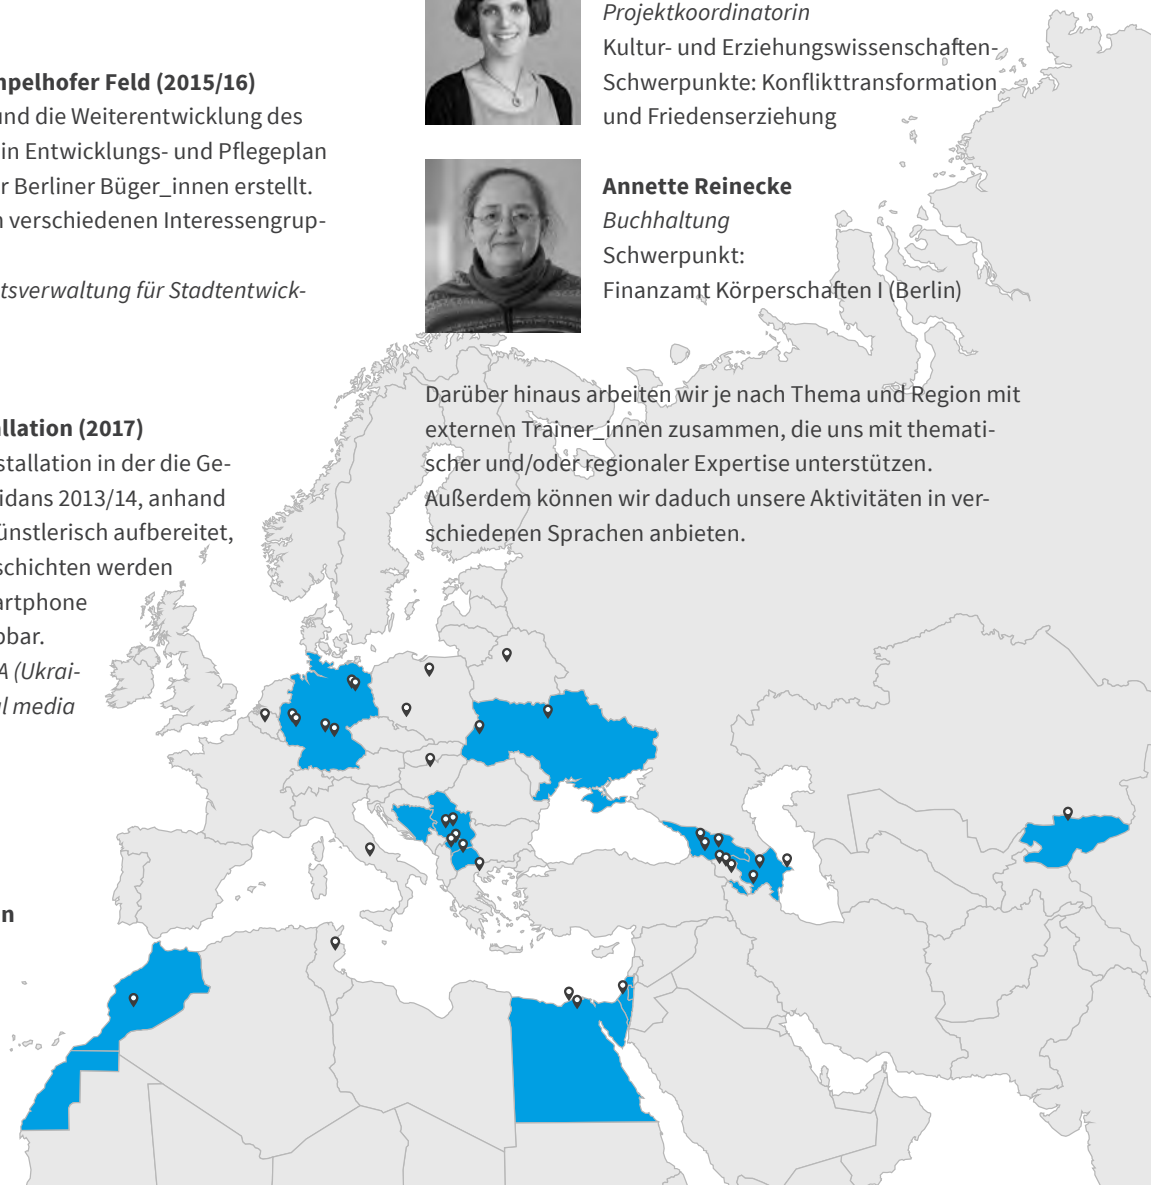 mpelhofer Feld (2015/16)
und die Weiterentwicklung des
in Entwicklungs- und Pflegeplan
r Berliner Büger_innen erstellt.
n verschiedenen Interessengrup-
tsverwaltung für Stadtentwick-
llation (2017)
stallation in der die Ge-
idans 2013/14, anhand
ünstlerisch aufbereitet,
schichten werden
artphone
bbar.
A (Ukrai-
l media
n
Projektkoordinatorin
Kultur- und Erziehungswissenschaften-
Schwerpunkte: Konflikttransformation
und Friedenserziehung
Annette Reinecke
Buchhaltung
Schwerpunkt:
Finanzamt Körperschaften I (Berlin)
Darüber hinaus arbeiten wir je nach Thema und Region mit
externen Trainer_innen zusammen, die uns mit themati-
scher und/oder regionaler Expertise unterstützen.
Außerdem können wir daduch unsere Aktivitäten in ver-
schiedenen Sprachen anbieten.